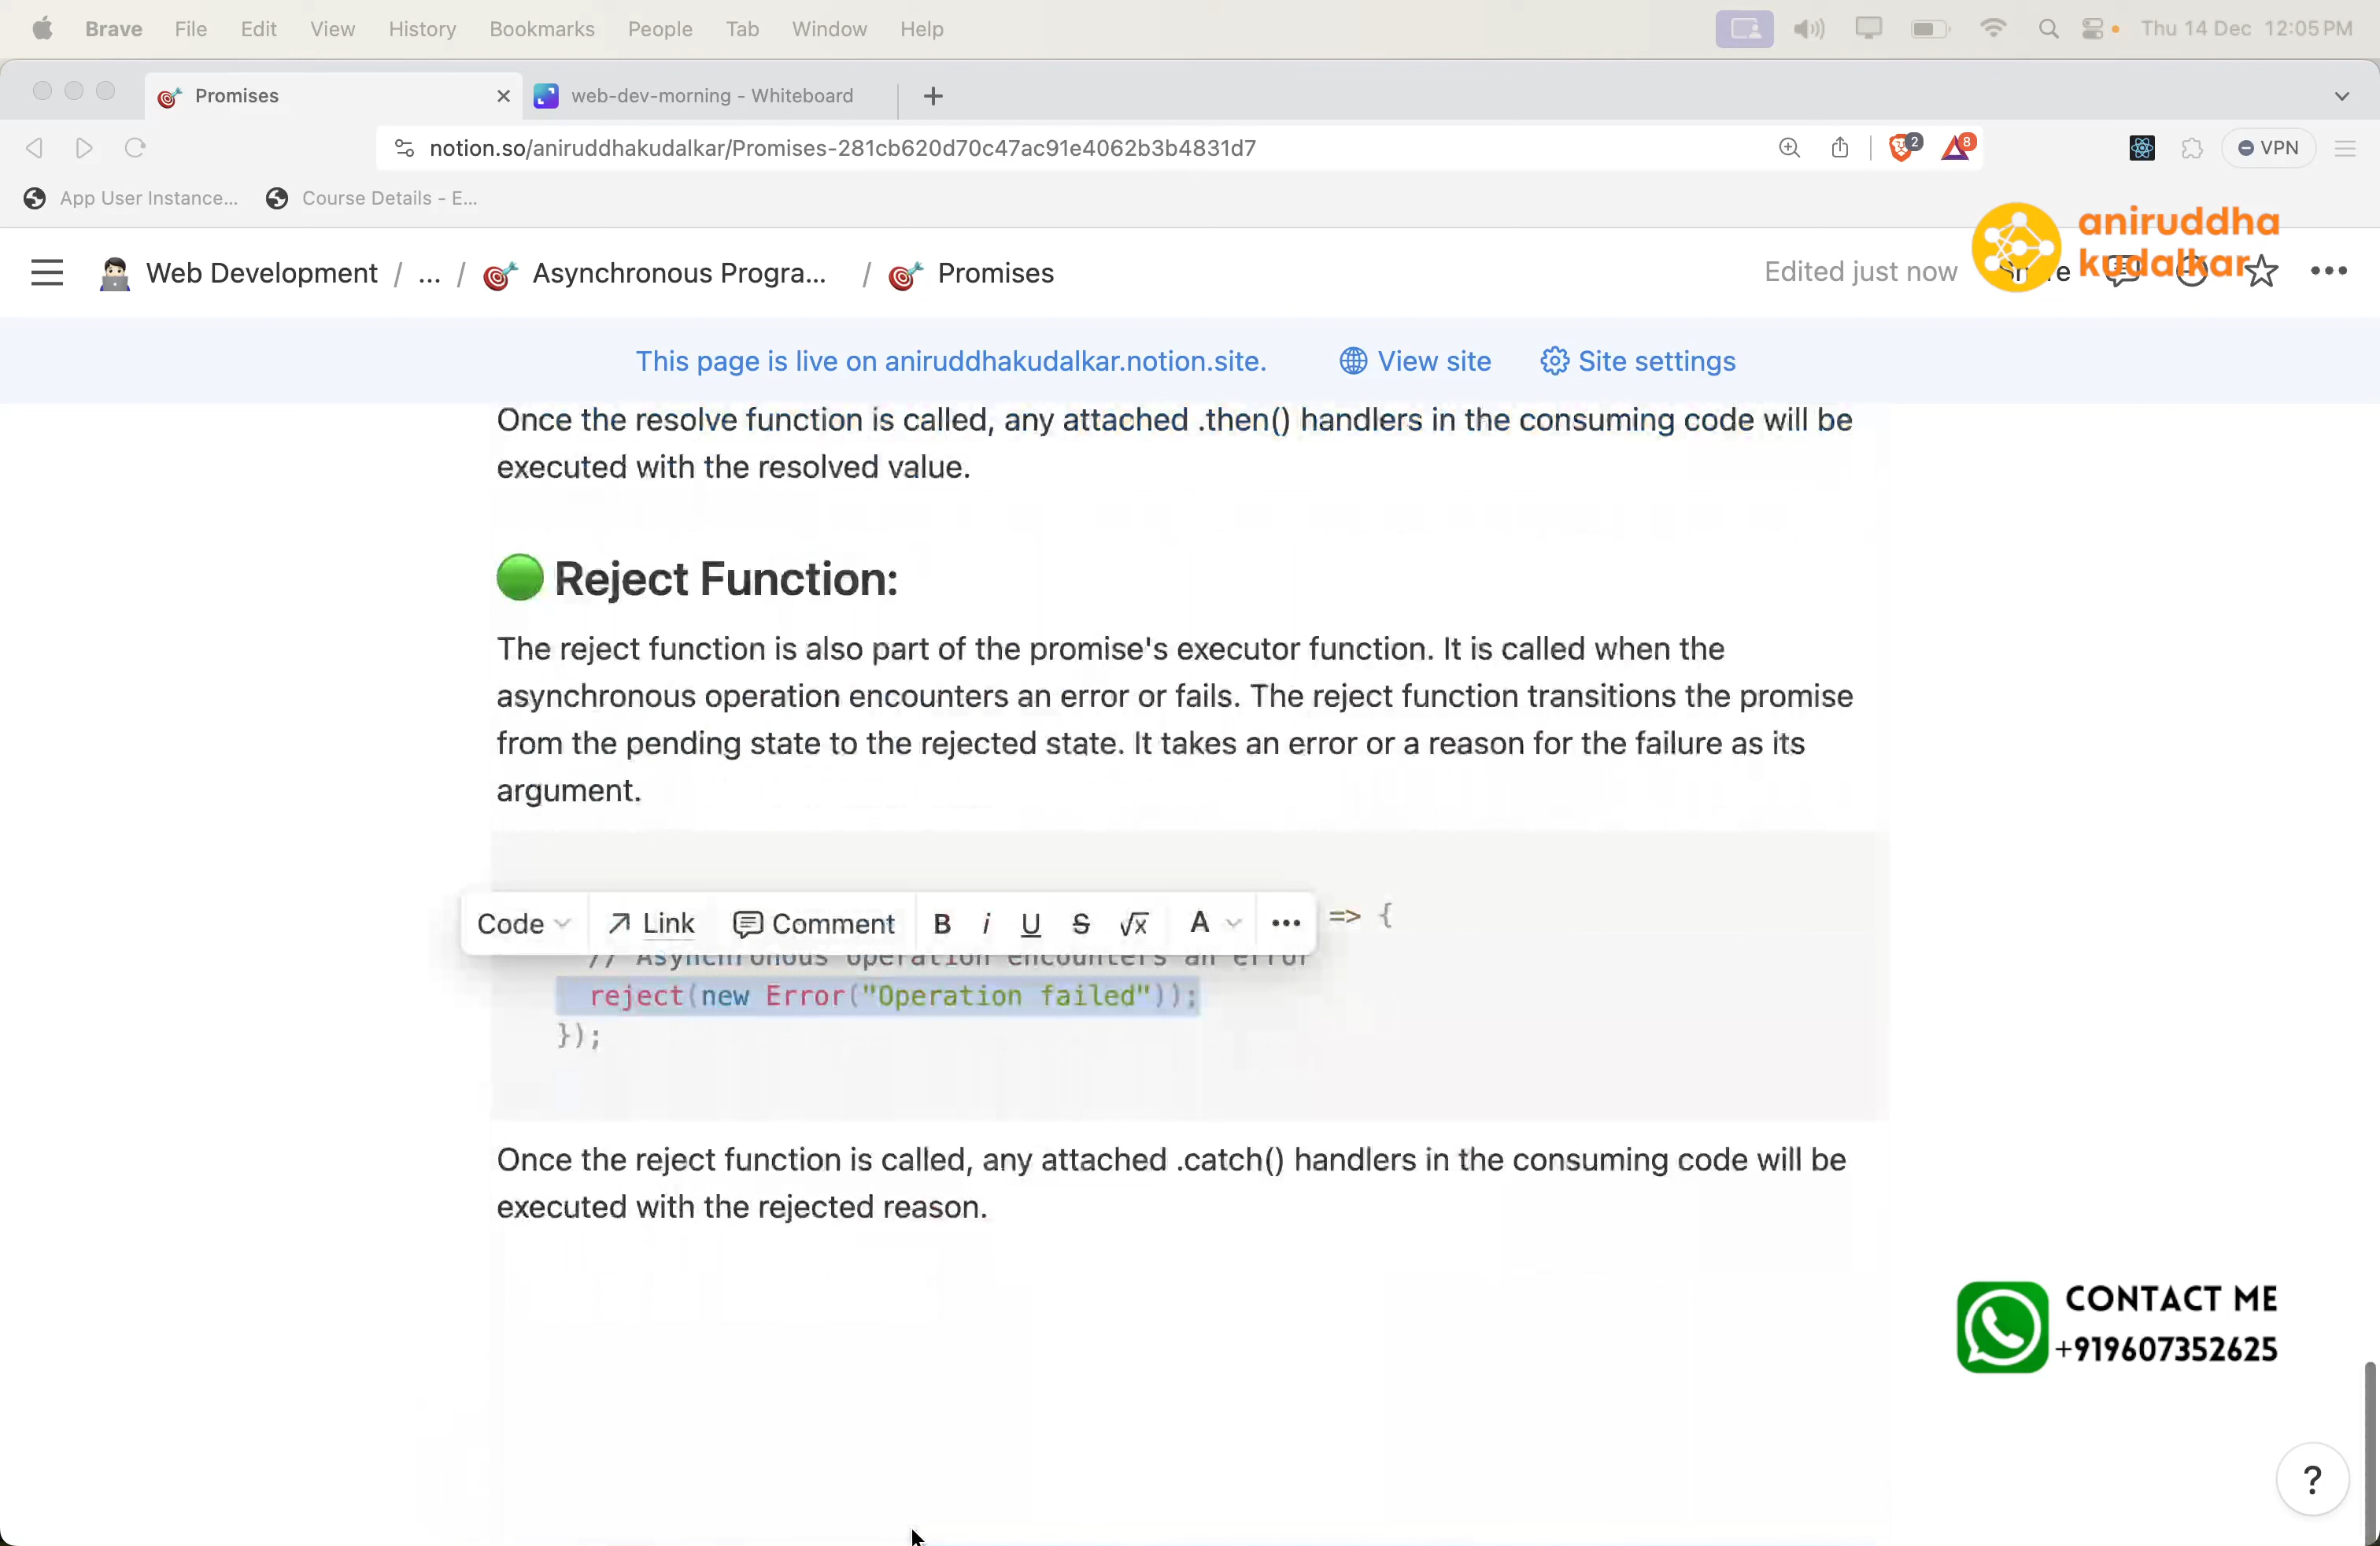 Brave File Edit View History Bookmarks People Tab Window Help Thu 14 Dec 12:05 PM
Promises web-dev-morning - Whiteboard
notion.so/aniruddhakudalkar/Promises-281cb620d70c47ac91e4062b3b4831d7 2 8 VPN
App User Instance... Course Details - E...
aniruddha
kudalkar
Web Development / ... / Asynchronous Progra... / Promises Edited just now
This page is live on aniruddhakudalkar.notion.site. View site Site settings
Once the resolve function is called, any attached .then() handlers in the consuming code will be
executed with the resolved value.
Reject Function:
The reject function is also part of the promise's executor function. It is called when the
asynchronous operation encounters an error or fails. The reject function transitions the promise
from the pending state to the rejected state. It takes an error or a reason for the failure as its
argument.
Code Link Comment B i U S √x A ••• => {
// Asynchronous operation encounters an error
reject(new Error("Operation failed"));
});
Once the reject function is called, any attached .catch() handlers in the consuming code will be
executed with the rejected reason.
CONTACT ME
+919607352625
?